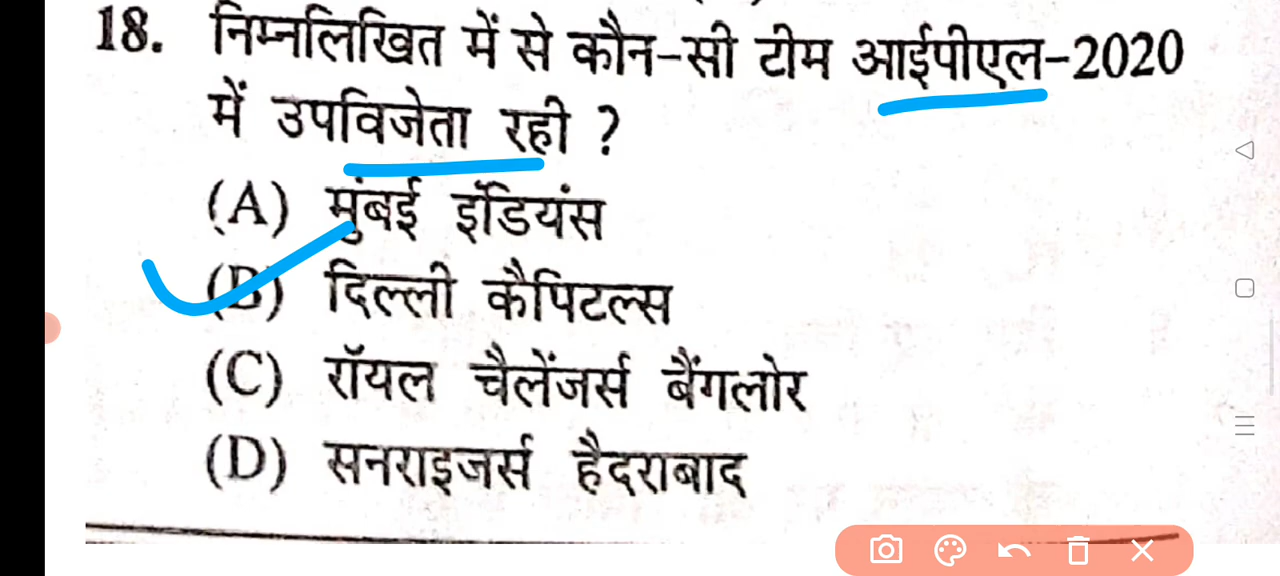 18. निम्नलिखित में से कौन-सी टीम आईपीएल-2020
में उपविजेता रही ?
(A) मुंबई इंडियंस
(B) दिल्ली कैपिटल्स
(C) रॉयल चैलेंजर्स बैंगलोर
(D) सनराइजर्स हैदराबाद